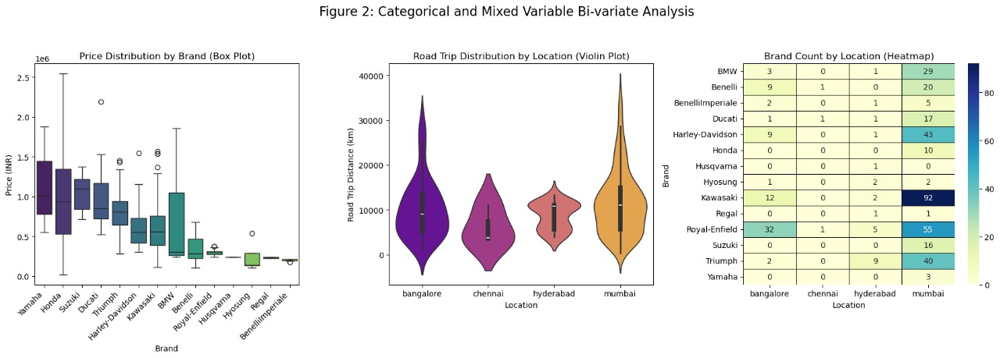 Figure 2: Categorical and Mixed Variable Bi-variate Analysis
Price Distribution by Brand (Box Plot)
1e6
2.5
2.0
1.5
1.0
0.5
0.0
Price (INR)
Yamaha
Honda
Suzuki
Ducati
Triumph
Harley-Davidson
Kawasaki
BMW
Benelli
Royal-Enfield
Husqvarna
Hyosung
Regal
BenelliImperiale
Brand
Road Trip Distribution by Location (Violin Plot)
40000
30000
20000
10000
0
Road Trip Distance (km)
bangalore chennai hyderabad mumbai
Location
Brand Count by Location (Heatmap)
Brand
BMW 3 0 1 29
Benelli 9 1 0 20
BenelliImperiale 2 0 1 5
Ducati 1 1 1 17
Harley-Davidson 9 0 1 43
Honda 0 0 0 10
Husqvarna 0 0 1 0
Hyosung 1 0 2 2
Kawasaki 12 0 2 92
Regal 0 0 1 1
Royal-Enfield 32 1 5 55
Suzuki 0 0 0 16
Triumph 2 0 9 40
Yamaha 0 0 0 3
bangalore chennai hyderabad mumbai
Location
80
60
40
20
0